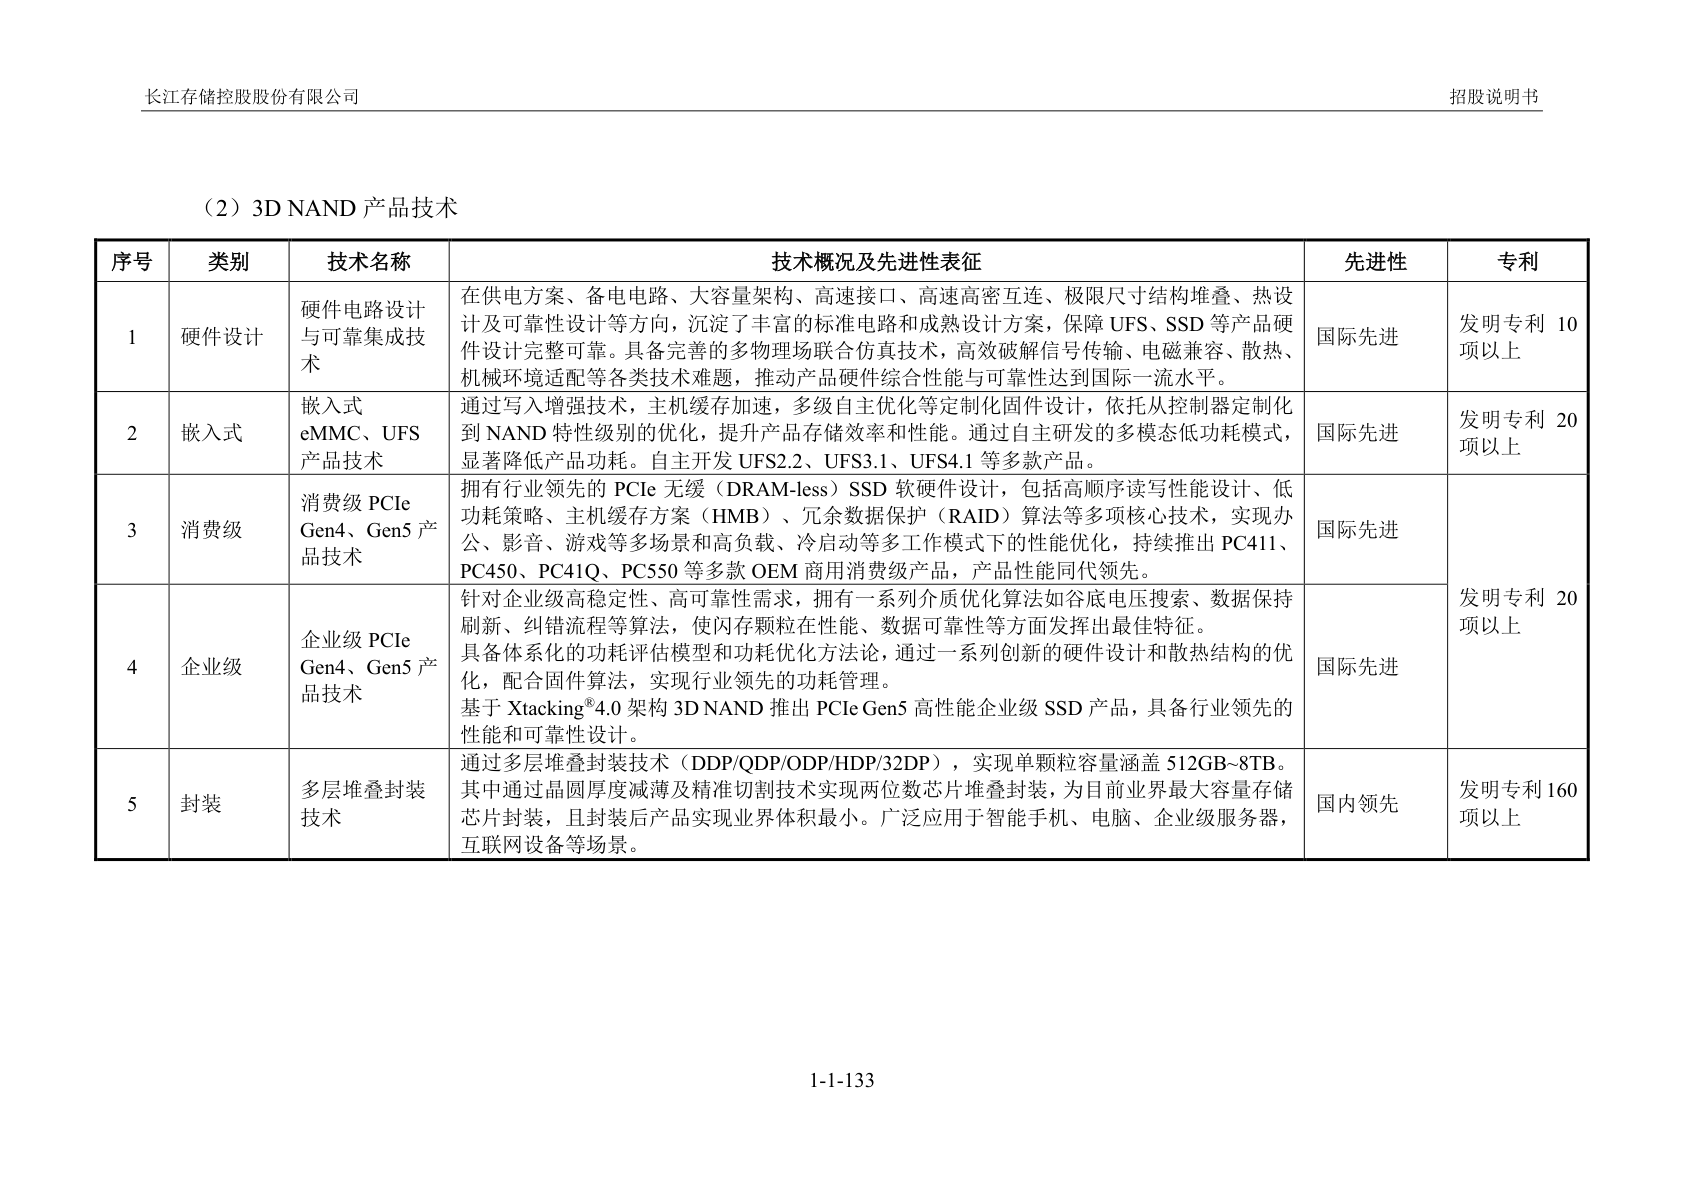 长江存储控股股份有限公司
招股说明书
（2）3D NAND 产品技术
序号 类别 技术名称 技术概况及先进性表征 先进性 专利
1
硬件设计
硬件电路设计
与可靠集成技
术
在供电方案、备电电路、大容量架构、高速接口、高速高密互连、极限尺寸结构堆叠、热设
计及可靠性设计等方向，沉淀了丰富的标准电路和成熟设计方案，保障 UFS、SSD 等产品硬
件设计完整可靠。具备完善的多物理场联合仿真技术，高效破解信号传输、电磁兼容、散热、
机械环境适配等各类技术难题，推动产品硬件综合性能与可靠性达到国际一流水平。
国际先进
发明专利 10
项以上
2
嵌入式
嵌入式
eMMC、UFS
产品技术
通过写入增强技术，主机缓存加速，多级自主优化等定制化固件设计，依托从控制器定制化
到 NAND 特性级别的优化，提升产品存储效率和性能。通过自主研发的多模态低功耗模式，
显著降低产品功耗。自主开发 UFS2.2、UFS3.1、UFS4.1 等多款产品。
国际先进
发明专利 20
项以上
3
消费级
消费级 PCIe
Gen4、Gen5 产
品技术
拥有行业领先的 PCIe 无缓（DRAM-less）SSD 软硬件设计，包括高顺序读写性能设计、低
功耗策略、主机缓存方案（HMB）、冗余数据保护（RAID）算法等多项核心技术，实现办
公、影音、游戏等多场景和高负载、冷启动等多工作模式下的性能优化，持续推出 PC411、
PC450、PC41Q、PC550 等多款 OEM 商用消费级产品，产品性能同代领先。
国际先进
发明专利 20
项以上
4
企业级
企业级 PCIe
Gen4、Gen5 产
品技术
针对企业级高稳定性、高可靠性需求，拥有一系列介质优化算法如谷底电压搜索、数据保持
刷新、纠错流程等算法，使闪存颗粒在性能、数据可靠性等方面发挥出最佳特征。
具备体系化的功耗评估模型和功耗优化方法论，通过一系列创新的硬件设计和散热结构的优
化，配合固件算法，实现行业领先的功耗管理。
基于 Xtacking®4.0 架构 3D NAND 推出 PCIe Gen5 高性能企业级 SSD 产品，具备行业领先的
性能和可靠性设计。
国际先进
5
封装
多层堆叠封装
技术
通过多层堆叠封装技术（DDP/QDP/ODP/HDP/32DP），实现单颗粒容量涵盖 512GB~8TB。
其中通过晶圆厚度减薄及精准切割技术实现两位数芯片堆叠封装，为目前业界最大容量存储
芯片封装，且封装后产品实现业界体积最小。广泛应用于智能手机、电脑、企业级服务器，
互联网设备等场景。
国内领先
发明专利 160
项以上
1-1-133